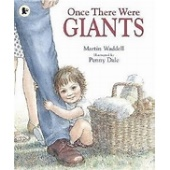 Once There Were
GIANTS
Martin Waddell
Illustrated by
Penny Dale